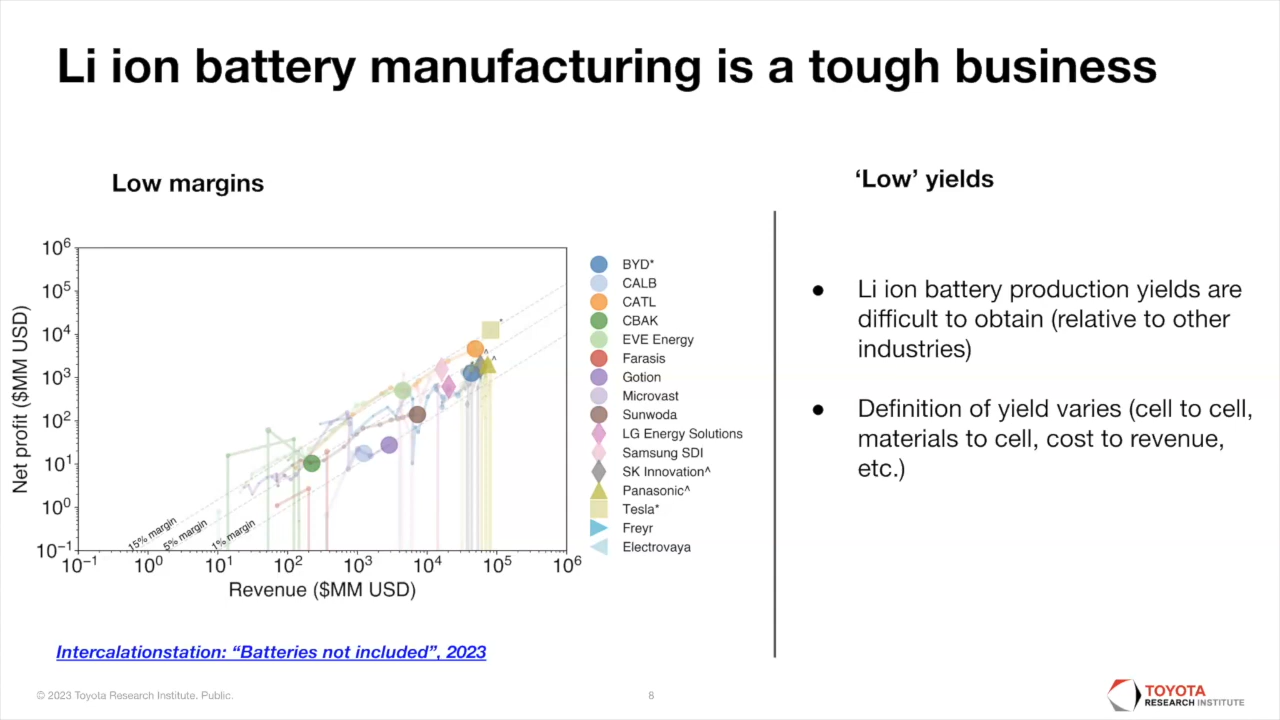 Li ion battery manufacturing is a tough business
Low margins
10⁶
10⁵
10⁴
10³
10²
10¹
10⁰
10⁻¹
Net profit ($MM USD)
15% margin
5% margin
1% margin
*
^
^
10⁻¹
10⁰
10¹
10²
10³
10⁴
10⁵
10⁶
Revenue ($MM USD)
BYD*
CALB
CATL
CBAK
EVE Energy
Farasis
Gotion
Microvast
Sunwoda
LG Energy Solutions
Samsung SDI
SK Innovation^
Panasonic^
Tesla*
Freyr
Electrovaya
Intercalationstation: “Batteries not included”, 2023
‘Low’ yields
● Li ion battery production yields are
difficult to obtain (relative to other
industries)
● Definition of yield varies (cell to cell,
materials to cell, cost to revenue,
etc.)
© 2023 Toyota Research Institute. Public.
8
TOYOTA
RESEARCH INSTITUTE